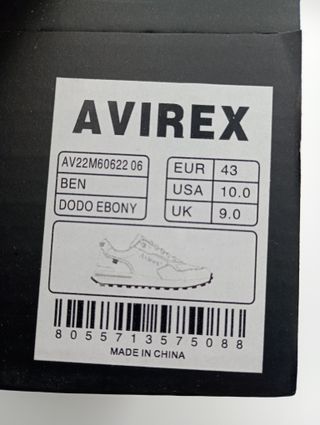 AVIREX
AV22M60622 06
BEN
DODO EBONY
EUR 43
USA 10.0
UK 9.0
8055713575088
MADE IN CHINA